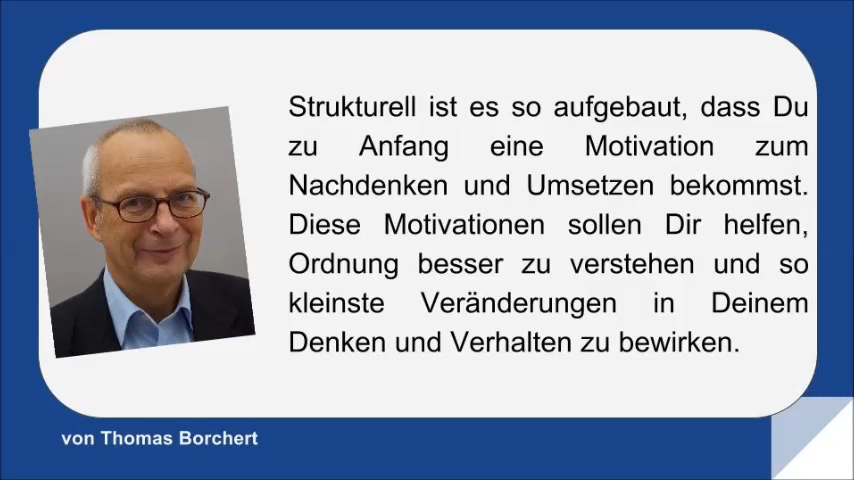 Strukturell ist es so aufgebaut, dass Du
zu Anfang eine Motivation zum
Nachdenken und Umsetzen bekommst.
Diese Motivationen sollen Dir helfen,
Ordnung besser zu verstehen und so
kleinste Veränderungen in Deinem
Denken und Verhalten zu bewirken.
von Thomas Borchert